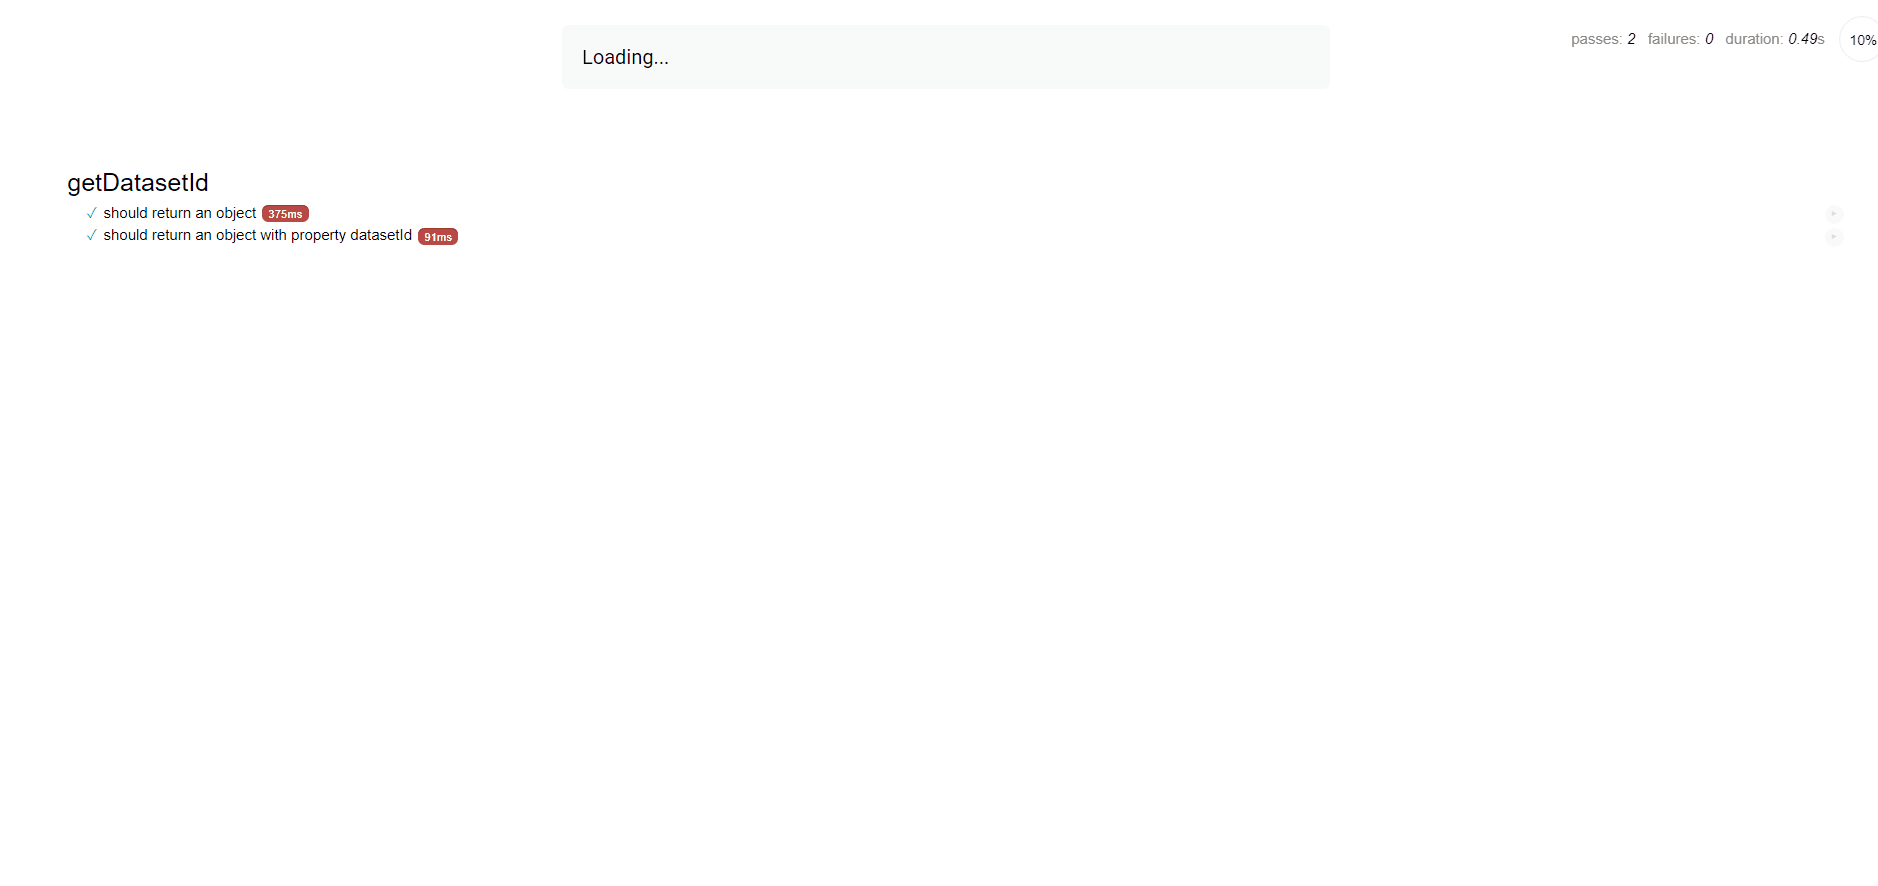 Loading...
passes: 2 failures: 0 duration: 0.49s 10%
getDatasetId
✓ should return an object 375ms
✓ should return an object with property datasetId 91ms